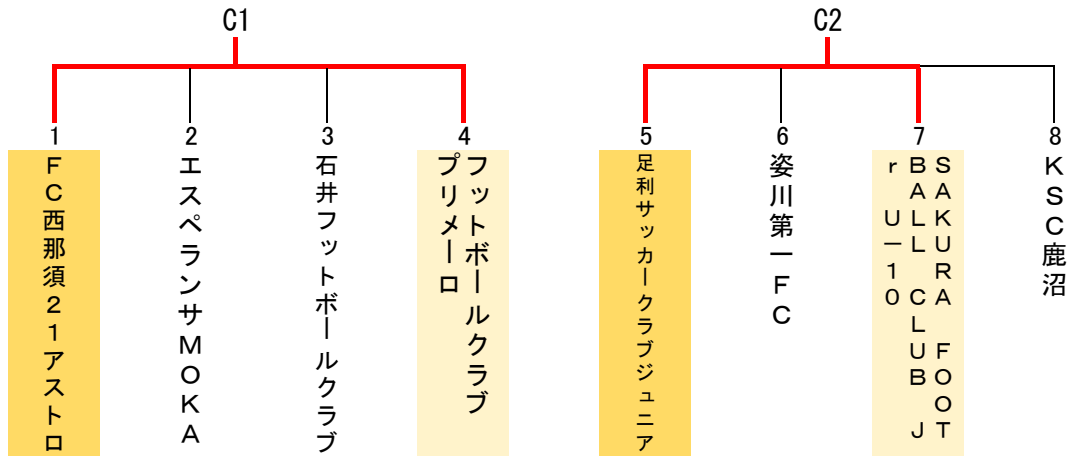 C1
1
FC西那須21アストロ
2
エスペランサMOKA
3
石井フットボールクラブ
4
フットボールクラブ
プリメーロ
C2
5
足利サッカークラブジュニア
6
姿川第一FC
7
SAKURA FOOT
BALL CLUB J
r U-10
8
KSC鹿沼